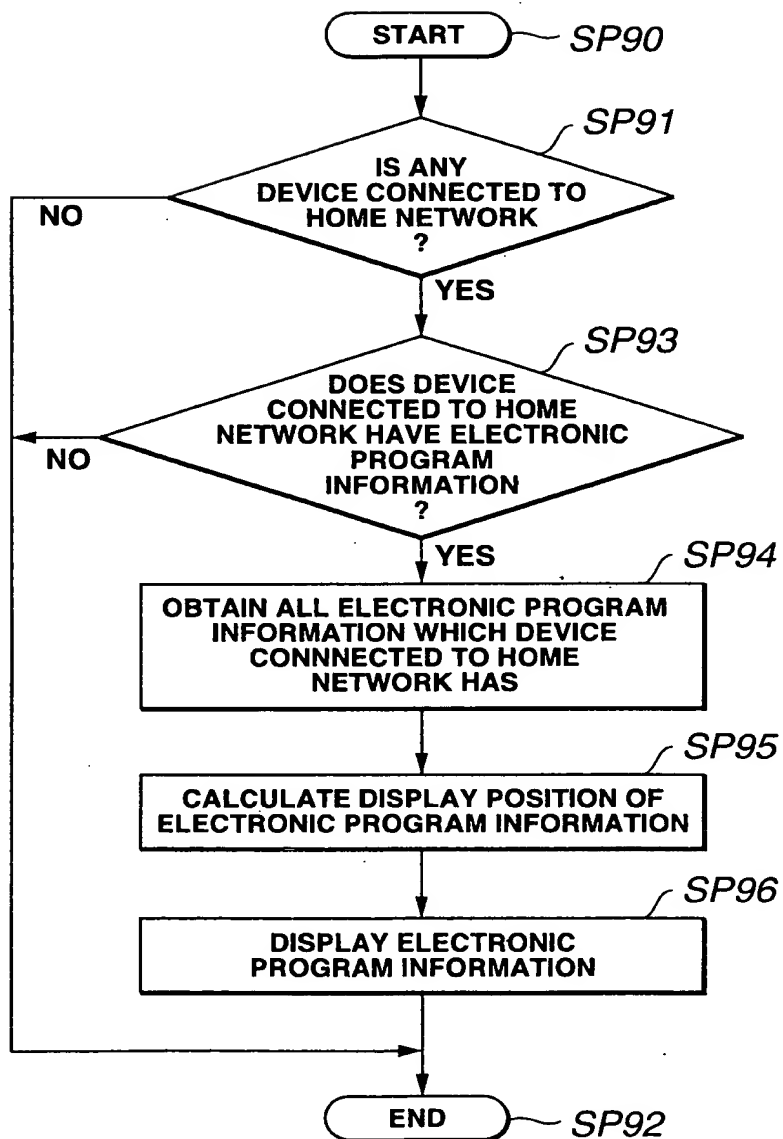 START
SP90
SP91
IS ANY
DEVICE CONNECTED TO
HOME NETWORK
?
NO
YES
SP93
DOES DEVICE
CONNECTED TO HOME
NETWORK HAVE ELECTRONIC
PROGRAM
INFORMATION
?
NO
YES
SP94
OBTAIN ALL ELECTRONIC PROGRAM
INFORMATION WHICH DEVICE
CONNNECTED TO HOME
NETWORK HAS
SP95
CALCULATE DISPLAY POSITION OF
ELECTRONIC PROGRAM INFORMATION
SP96
DISPLAY ELECTRONIC
PROGRAM INFORMATION
END
SP92